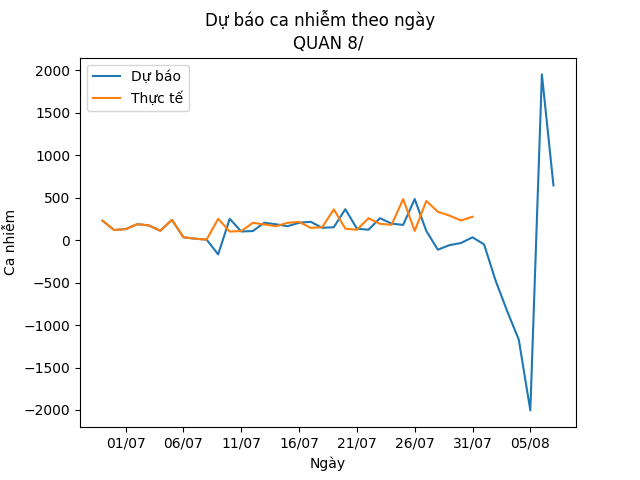 Dự báo ca nhiễm theo ngày
QUAN 8/
Dự báo
Thực tế
Ca nhiễm
2000
1500
1000
500
0
−500
−1000
−1500
−2000
01/07 06/07 11/07 16/07 21/07 26/07 31/07 05/08
Ngày